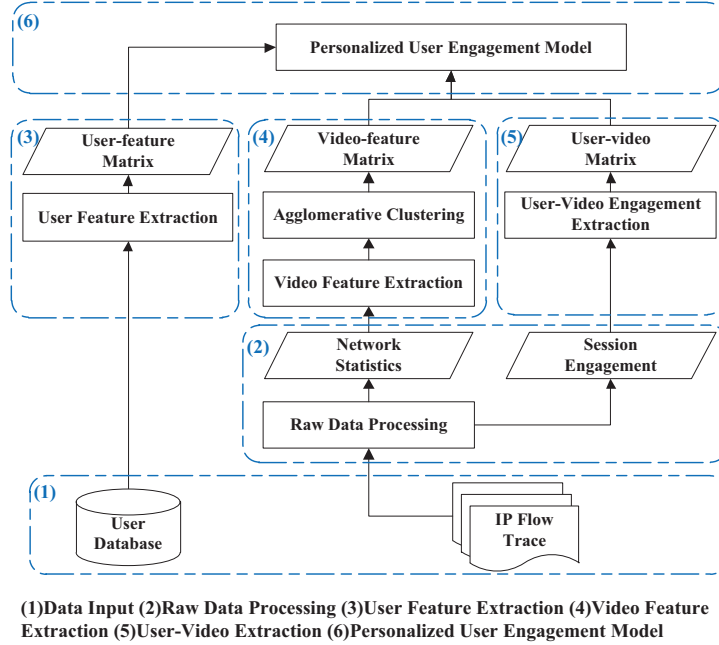 (6)
Personalized User Engagement Model
(3)
User-feature
Matrix
(4)
Video-feature
Matrix
(5)
User-video
Matrix
User Feature Extraction
Agglomerative Clustering
User-Video Engagement
Extraction
Video Feature Extraction
(2)
Network
Statistics
Session
Engagement
Raw Data Processing
(1)
User
Database
IP Flow
Trace
(1)Data Input (2)Raw Data Processing (3)User Feature Extraction (4)Video Feature
Extraction (5)User-Video Extraction (6)Personalized User Engagement Model